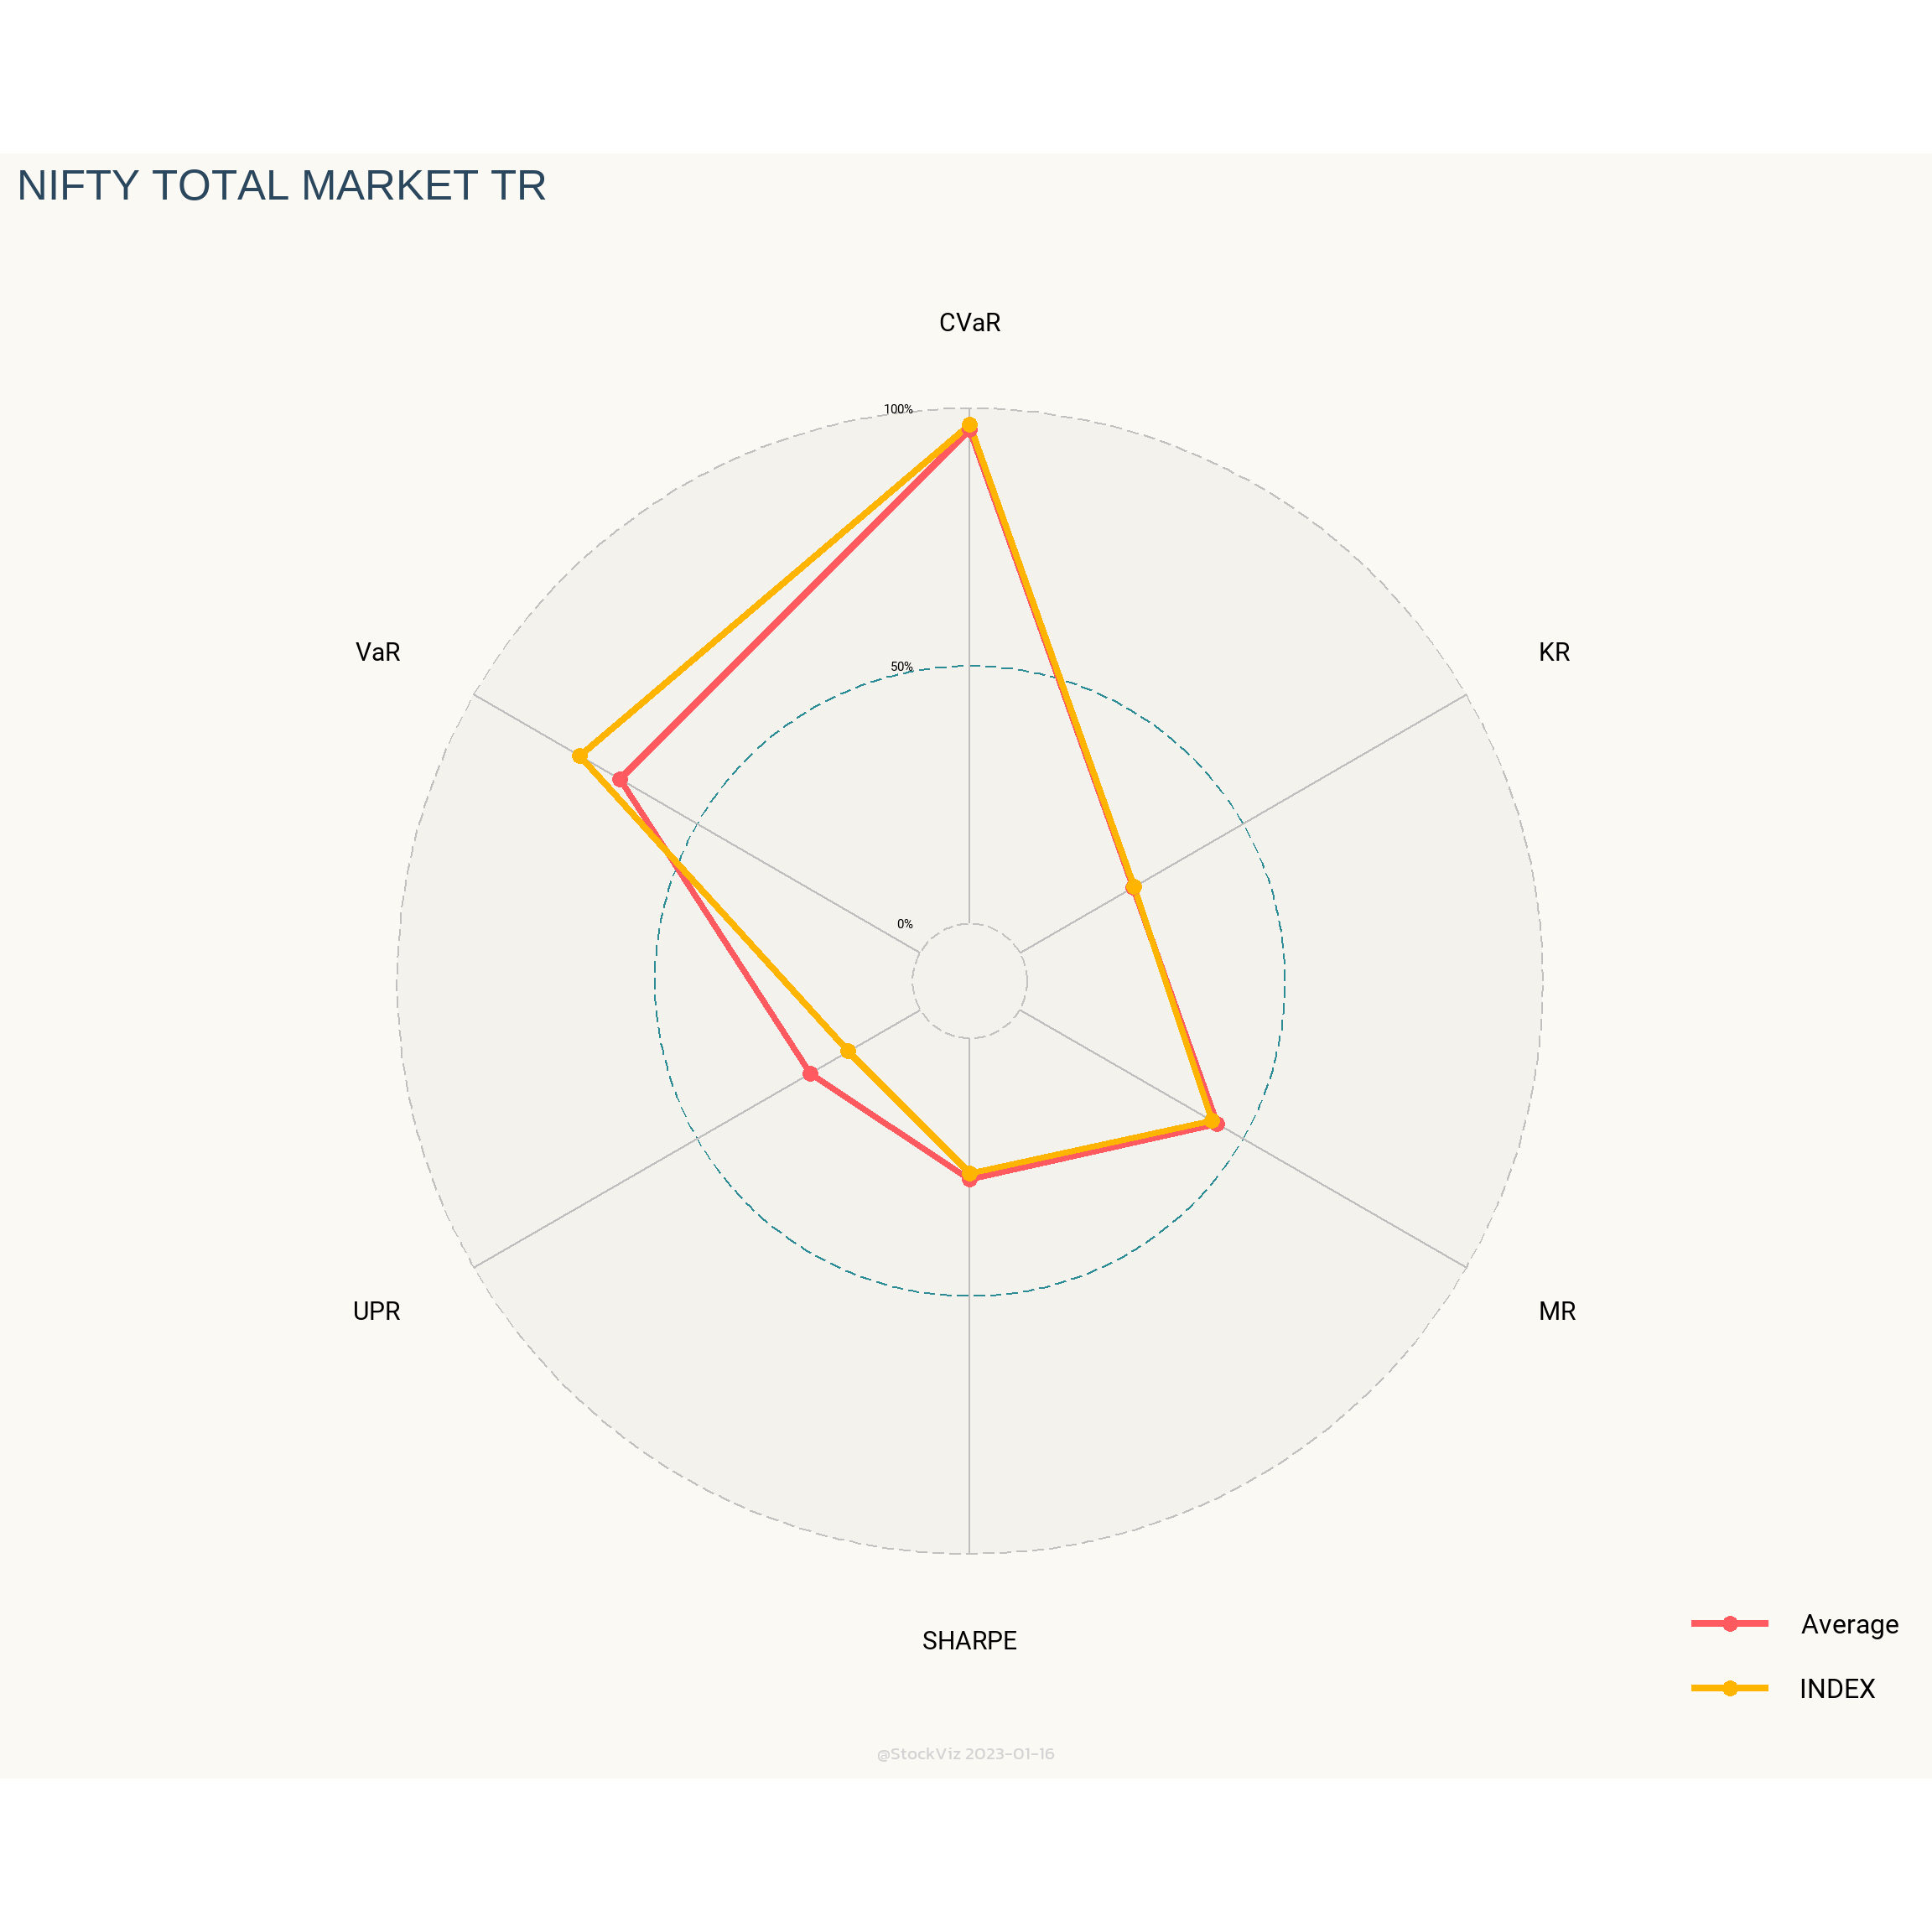 NIFTY TOTAL MARKET TR
CVaR
100%
KR
VaR
50%
0%
UPR
MR
SHARPE
Average
INDEX
@StockViz 2023-01-16